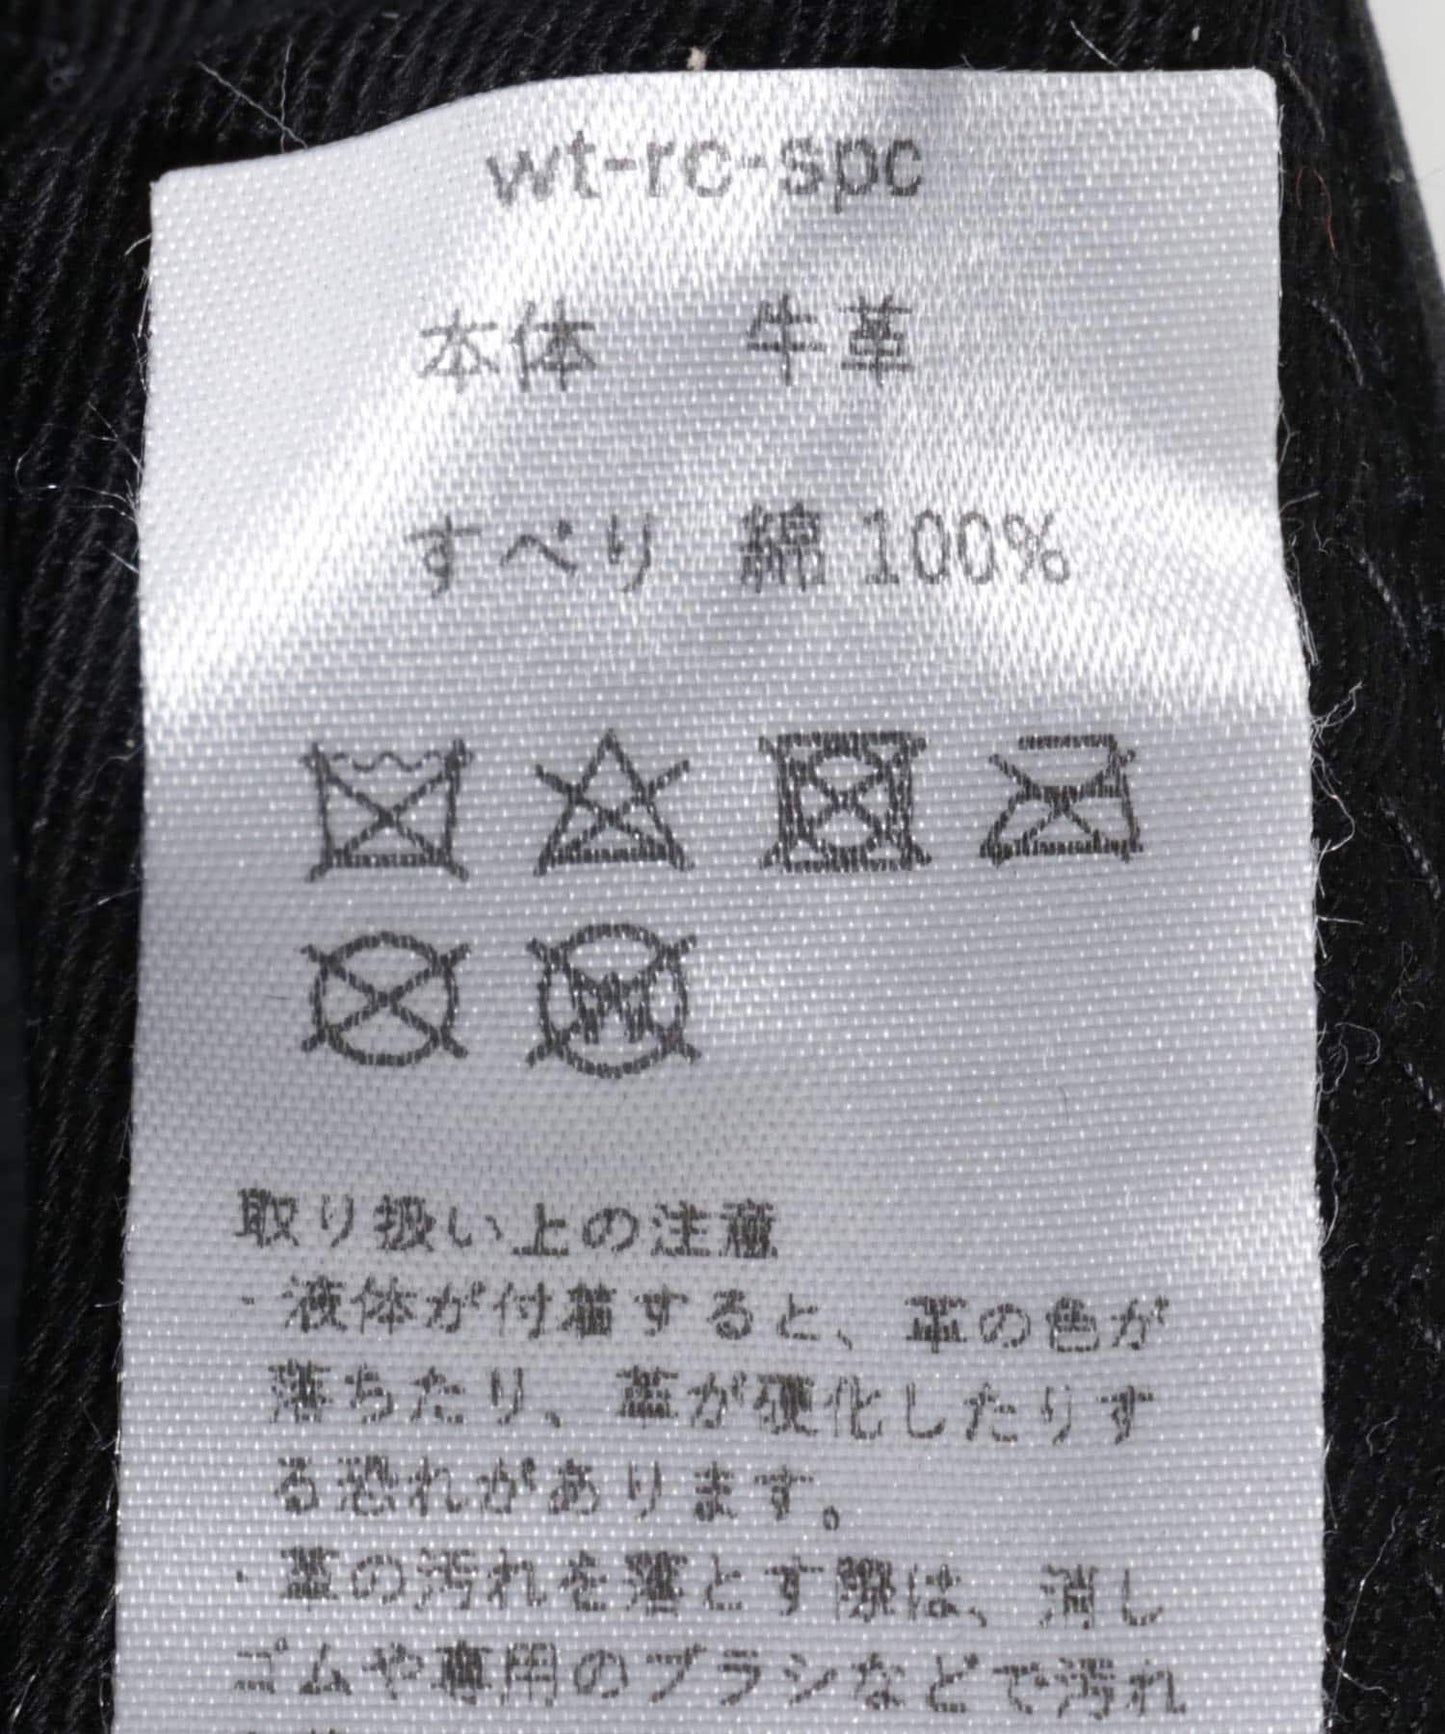 wt-rc-spc
本体 牛革
すべり 綿 100%
W
取り扱い上の注意
・液体が付着すると、革の色が
落ちたり、革が硬化したりす
る恐れがあります。
・革の汚れを落とす際は、消し
ゴムや専用のブラシなどで汚れ